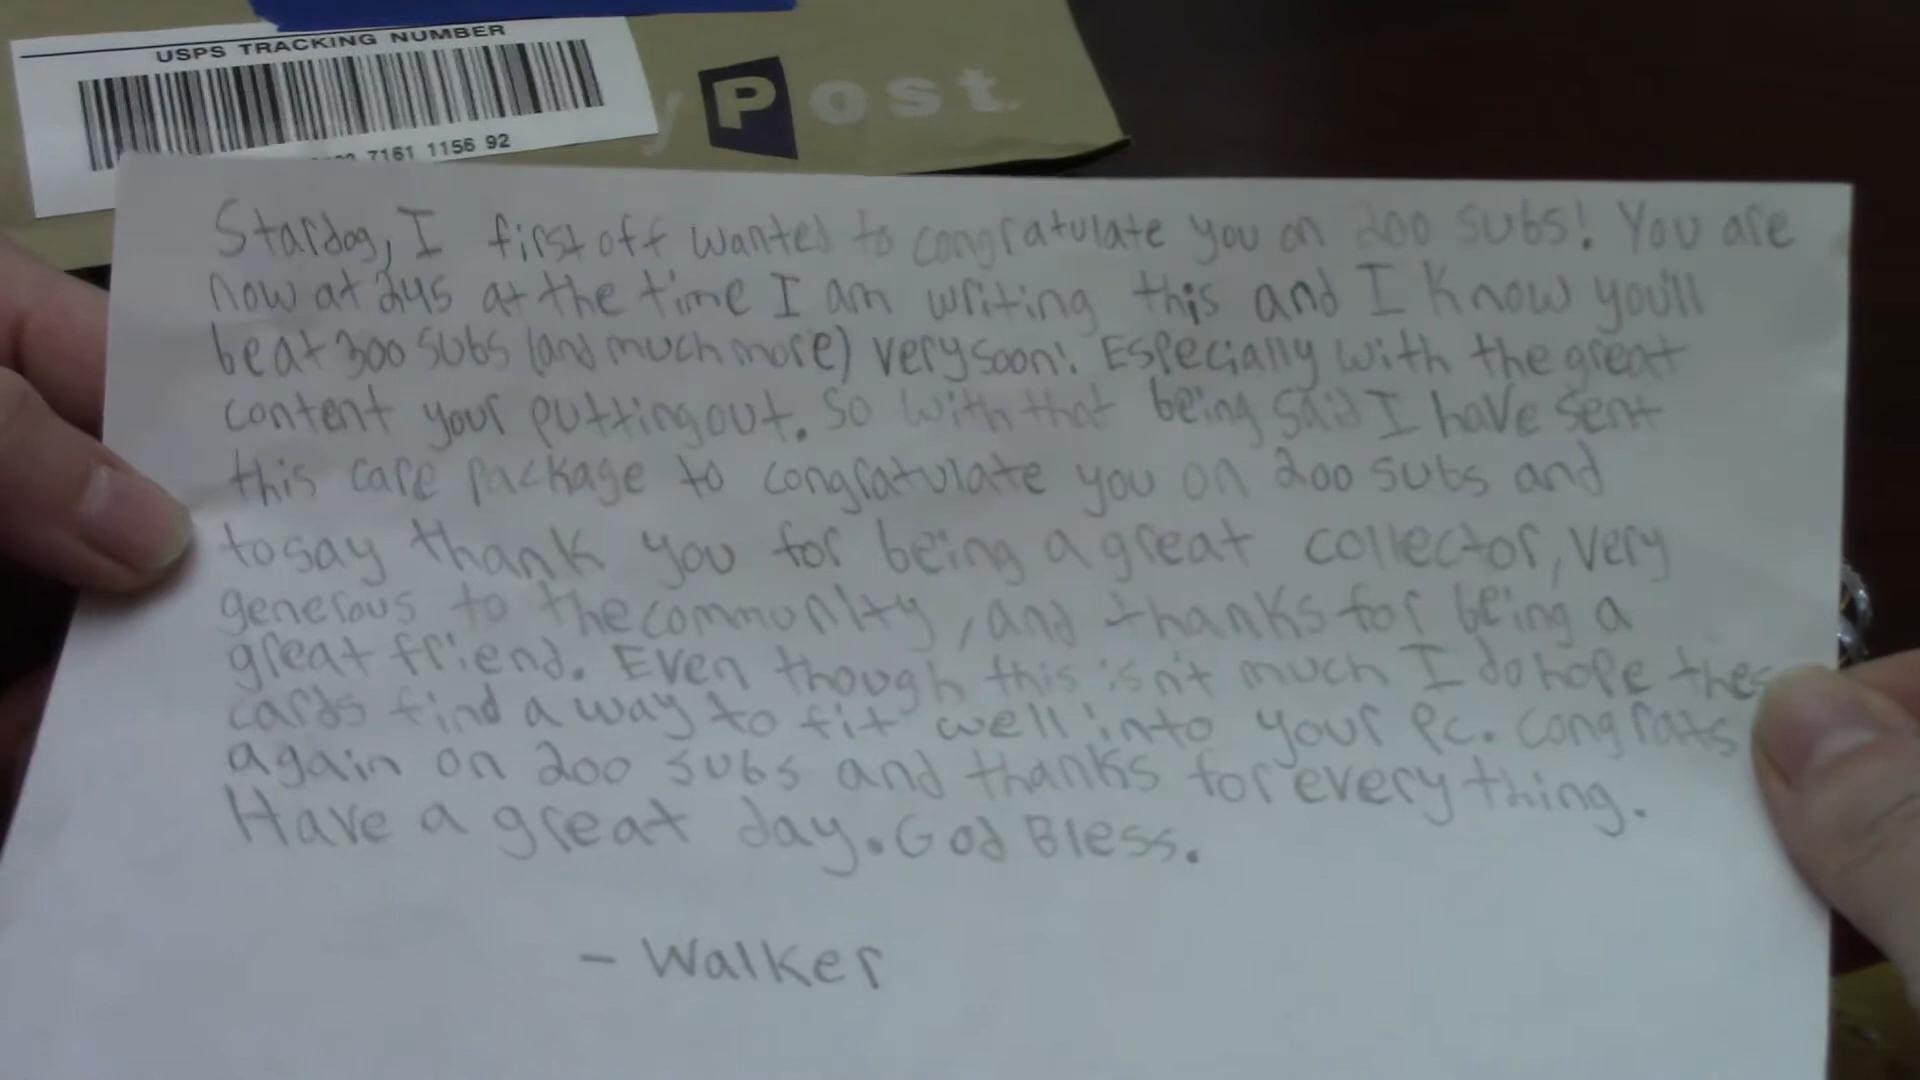 USPS TRACKING NUMBER
y Post
7161 1156 92
Stardog, I first off wanted to congratulate you on 200 subs! You are
now at 245 at the time I am writing this and I know you'll
beat 300 subs (and much more) very soon! Especially with the great
content your putting out. So with that being said I have sent
this care package to congratulate you on 200 subs and
to say thank you for being a great collector, very
generous to the community, and thanks for being a
great friend. Even though this isn't much I do hope thes
cards find a way to fit well into your pc. Congrats
again on 200 subs and thanks for every thing.
Have a great day. God Bless.
- Walker